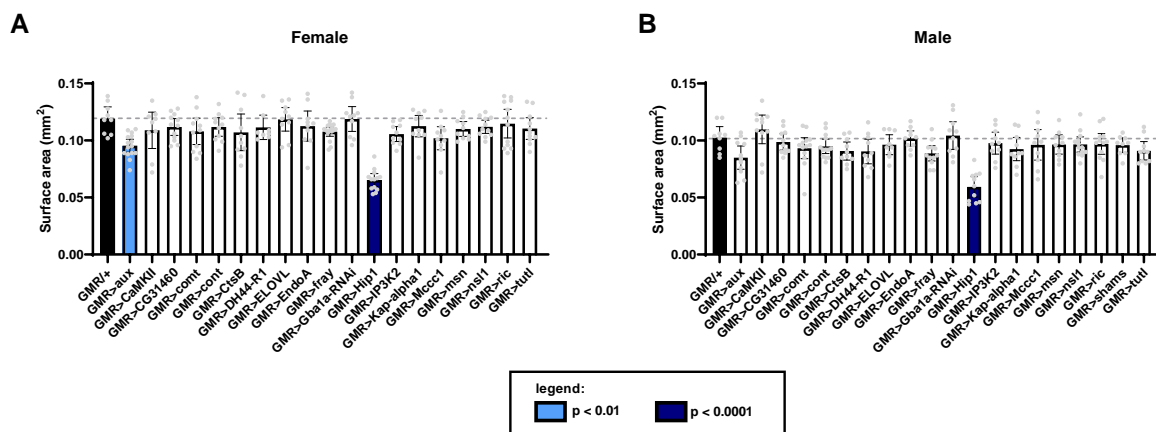 A
Female
Surface area (mm²)
0.15
0.10
0.05
0.00
GMR/+
GMR>aux
GMR>CaMKII
GMR>CG31460
GMR>comt
GMR>cont
GMR>CtsB
GMR>DH44-R1
GMR>ELOVL
GMR>EndoA
GMR>fray
GMR>Gba1a-RNAi
GMR>Hip1
GMR>IP3K2
GMR>Kap-alpha1
GMR>Mccc1
GMR>msn
GMR>nsl1
GMR>ric
GMR>tutl
B
Male
Surface area (mm²)
0.15
0.10
0.05
0.00
GMR/+
GMR>aux
GMR>CaMKII
GMR>CG31460
GMR>comt
GMR>cont
GMR>CtsB
GMR>DH44-R1
GMR>ELOVL
GMR>EndoA
GMR>fray
GMR>Gba1a-RNAi
GMR>Hip1
GMR>IP3K2
GMR>Kap-alpha1
GMR>Mccc1
GMR>msn
GMR>nsl1
GMR>ric
GMR>shams
GMR>tutl
legend:
p < 0.01
p < 0.0001